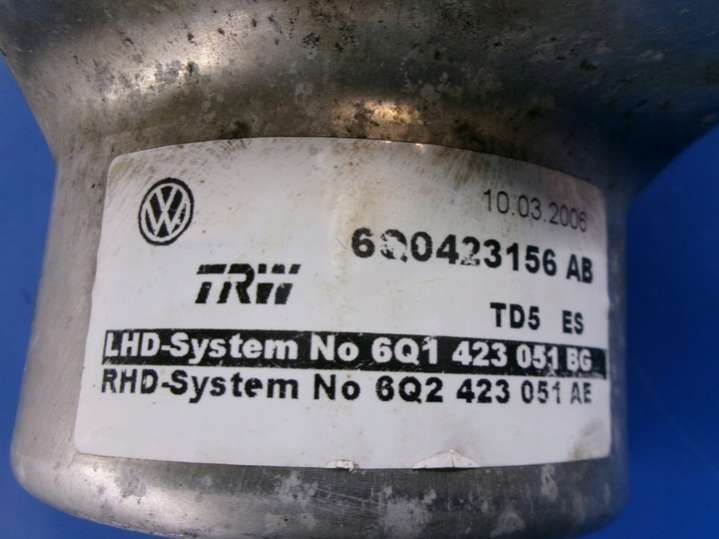 VW
10.03.2006
6Q0423156 AB
TRW
TD5 ES
LHD-System No 6Q1 423 051 BG
RHD-System No 6Q2 423 051 AE